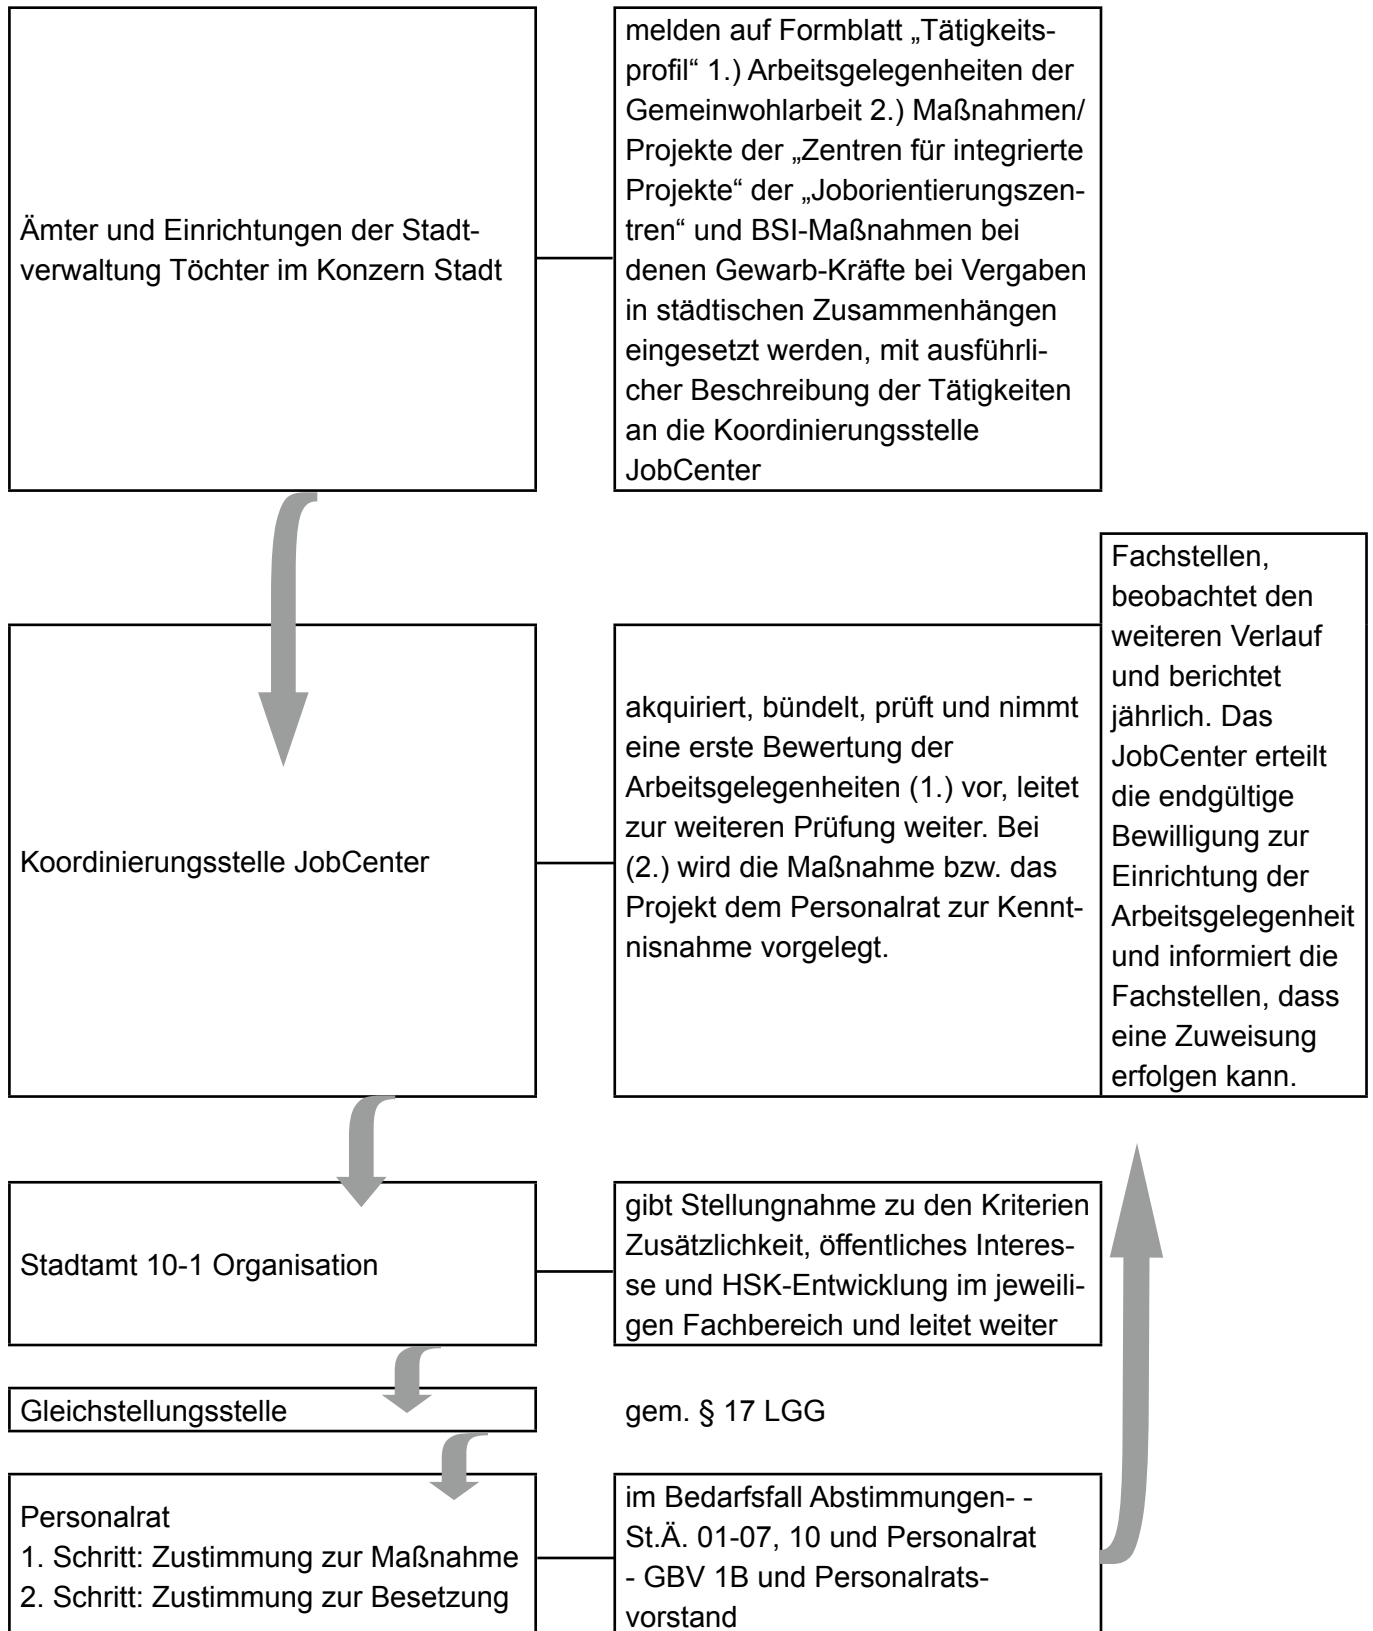 Ämter und Einrichtungen der Stadt-
verwaltung Töchter im Konzern Stadt
melden auf Formblatt „Tätigkeits-
profil“ 1.) Arbeitsgelegenheiten der
Gemeinwohlarbeit 2.) Maßnahmen/
Projekte der „Zentren für integrierte
Projekte“ der „Joborientierungszen-
tren“ und BSI-Maßnahmen bei
denen Gewarb-Kräfte bei Vergaben
in städtischen Zusammenhängen
eingesetzt werden, mit ausführli-
cher Beschreibung der Tätigkeiten
an die Koordinierungsstelle
JobCenter
Koordinierungsstelle JobCenter
akquiriert, bündelt, prüft und nimmt
eine erste Bewertung der
Arbeitsgelegenheiten (1.) vor, leitet
zur weiteren Prüfung weiter. Bei
(2.) wird die Maßnahme bzw. das
Projekt dem Personalrat zur Kennt-
nisnahme vorgelegt.
Fachstellen,
beobachtet den
weiteren Verlauf
und berichtet
jährlich. Das
JobCenter erteilt
die endgültige
Bewilligung zur
Einrichtung der
Arbeitsgelegenheit
und informiert die
Fachstellen, dass
eine Zuweisung
erfolgen kann.
Stadtamt 10-1 Organisation
gibt Stellungnahme zu den Kriterien
Zusätzlichkeit, öffentliches Interes-
se und HSK-Entwicklung im jeweili-
gen Fachbereich und leitet weiter
Gleichstellungsstelle
gem. § 17 LGG
Personalrat
1. Schritt: Zustimmung zur Maßnahme
2. Schritt: Zustimmung zur Besetzung
im Bedarfsfall Abstimmungen- -
St.Ä. 01-07, 10 und Personalrat
- GBV 1B und Personalrats-
vorstand